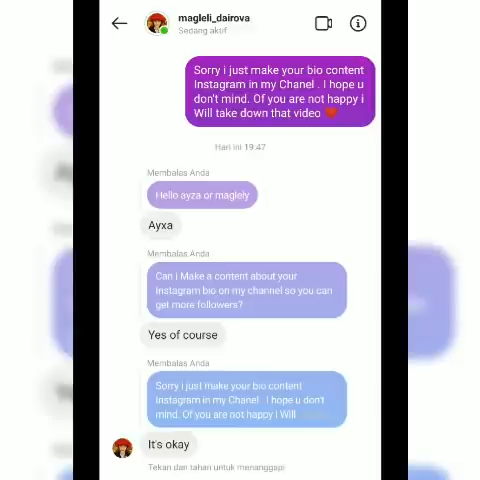 magleli_dairova
Sedang aktif
Sorry i just make your bio content
Instagram in my Chanel . I hope u
don't mind. Of you are not happy i
Will take down that video ❤️
Hari ini 19.47
Membalas Anda
Hello ayza or maglely
Ayxa
Membalas Anda
Can i Make a content about your
Instagram bio on my channel so you can
get more followers?
Yes of course
Membalas Anda
Sorry i just make your bio content
Instagram in my Chanel . I hope u don't
mind. Of you are not happy i Will
It's okay
Tekan dan tahan untuk menanggapi